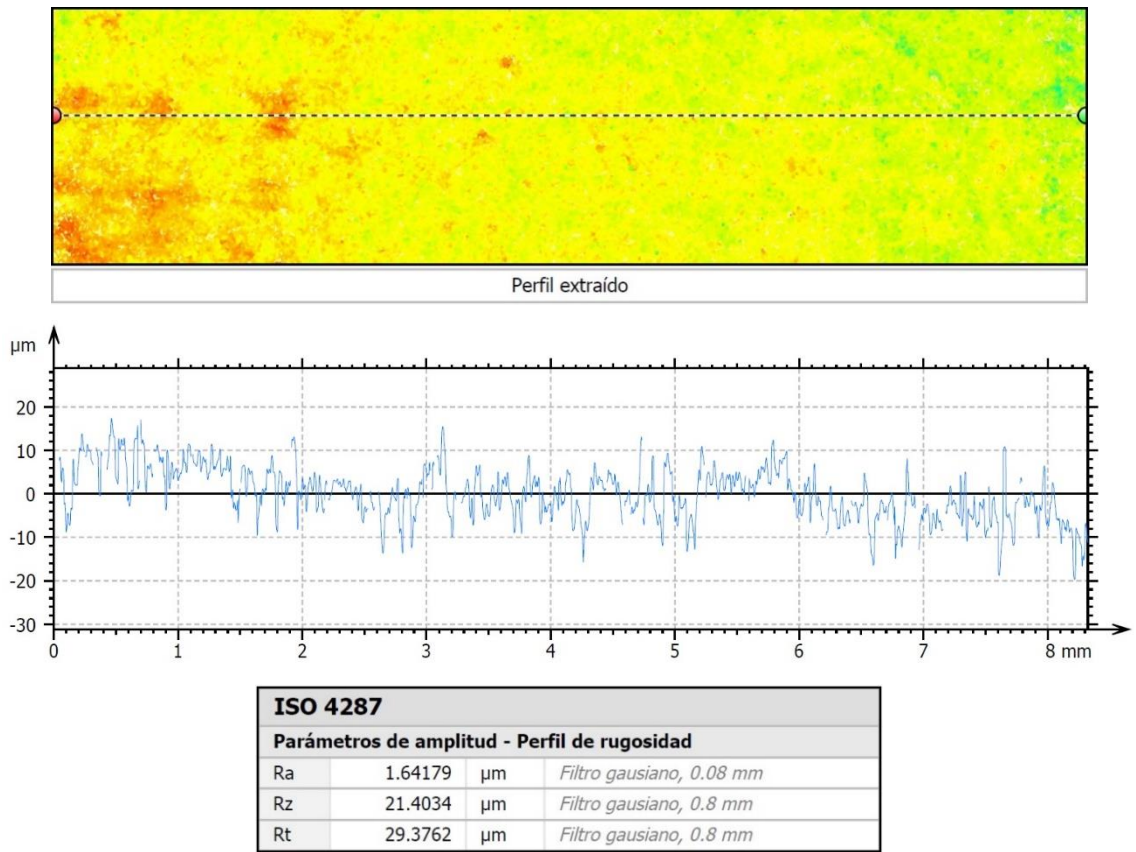 Perfil extraído
µm
20
10
0
-10
-20
-30
0 1 2 3 4 5 6 7 8 mm
ISO 4287
Parámetros de amplitud - Perfil de rugosidad
Ra 1.64179 µm Filtro gausiano, 0.08 mm
Rz 21.4034 µm Filtro gausiano, 0.8 mm
Rt 29.3762 µm Filtro gausiano, 0.8 mm